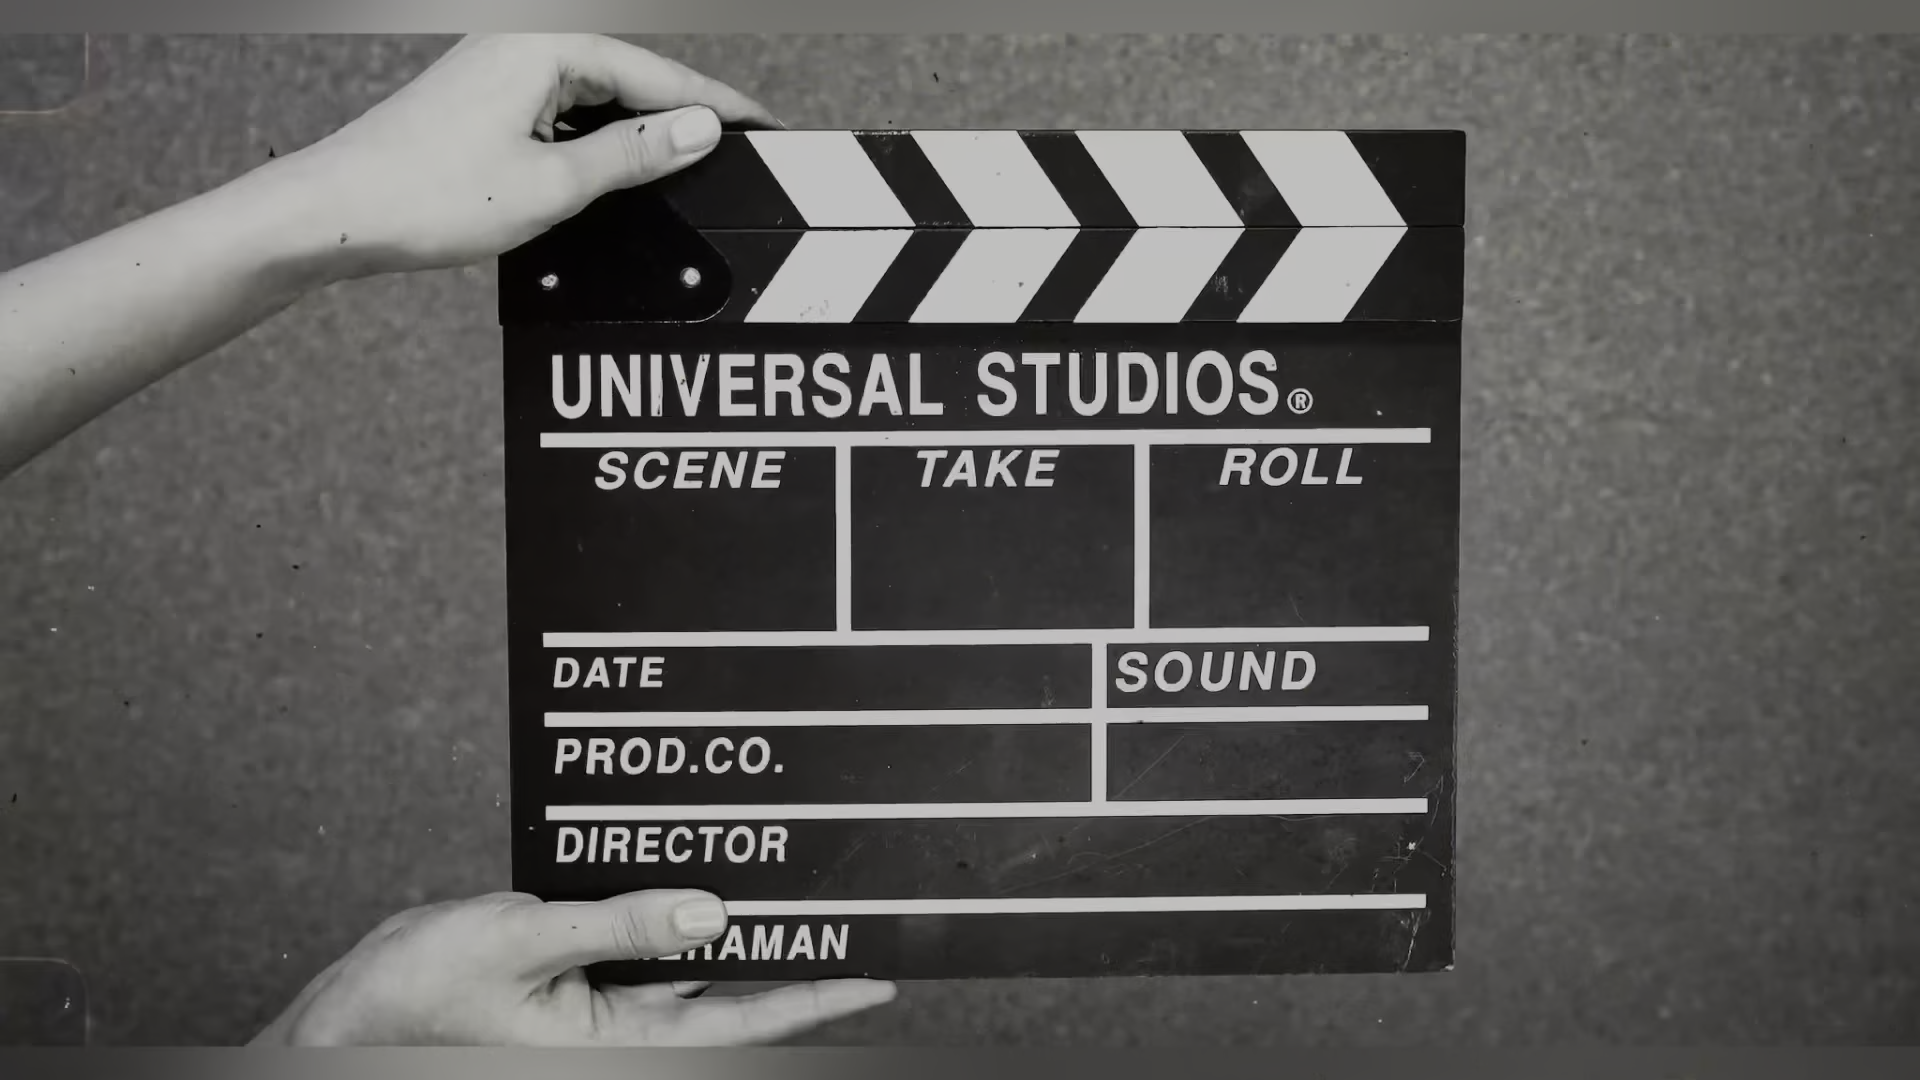 UNIVERSAL STUDIOS®
SCENE TAKE ROLL
DATE SOUND
PROD.CO.
DIRECTOR